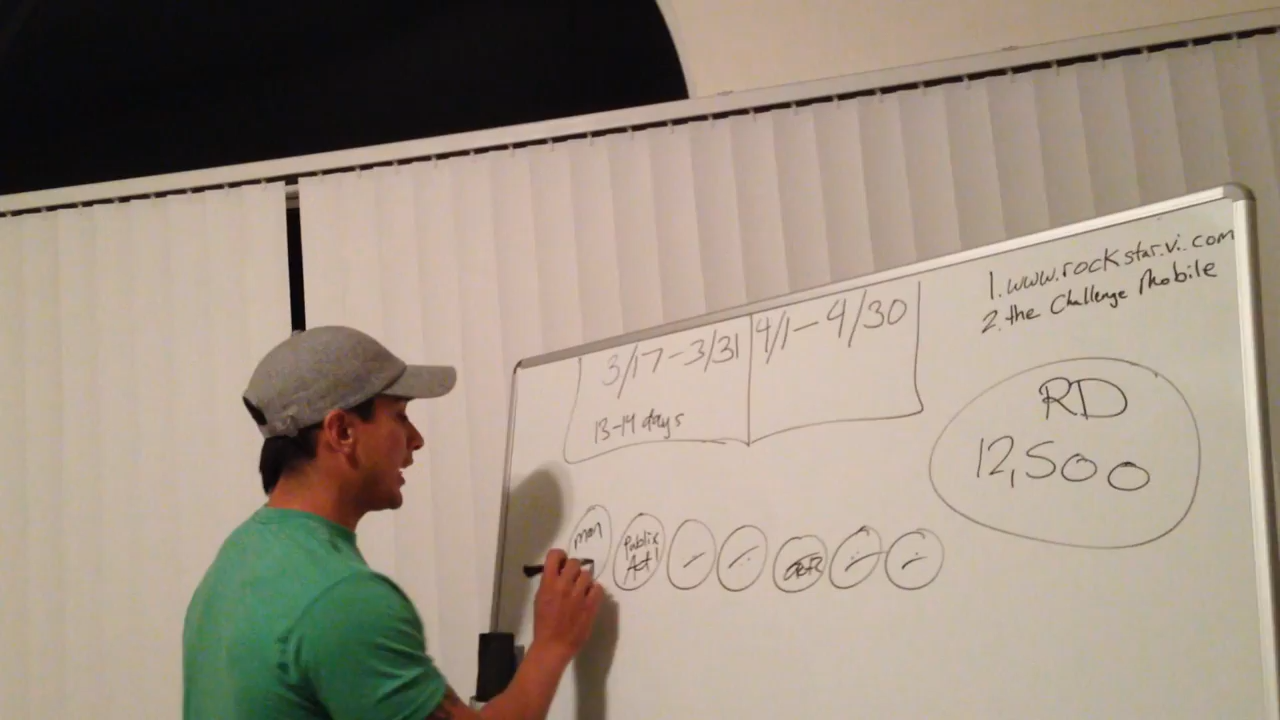 1. www.rockstar.vi.com
2. the Challenge Mobile
3/17-3/31
4/1-4/30
13-14 days
RD
12,500
mon
Public
Act!